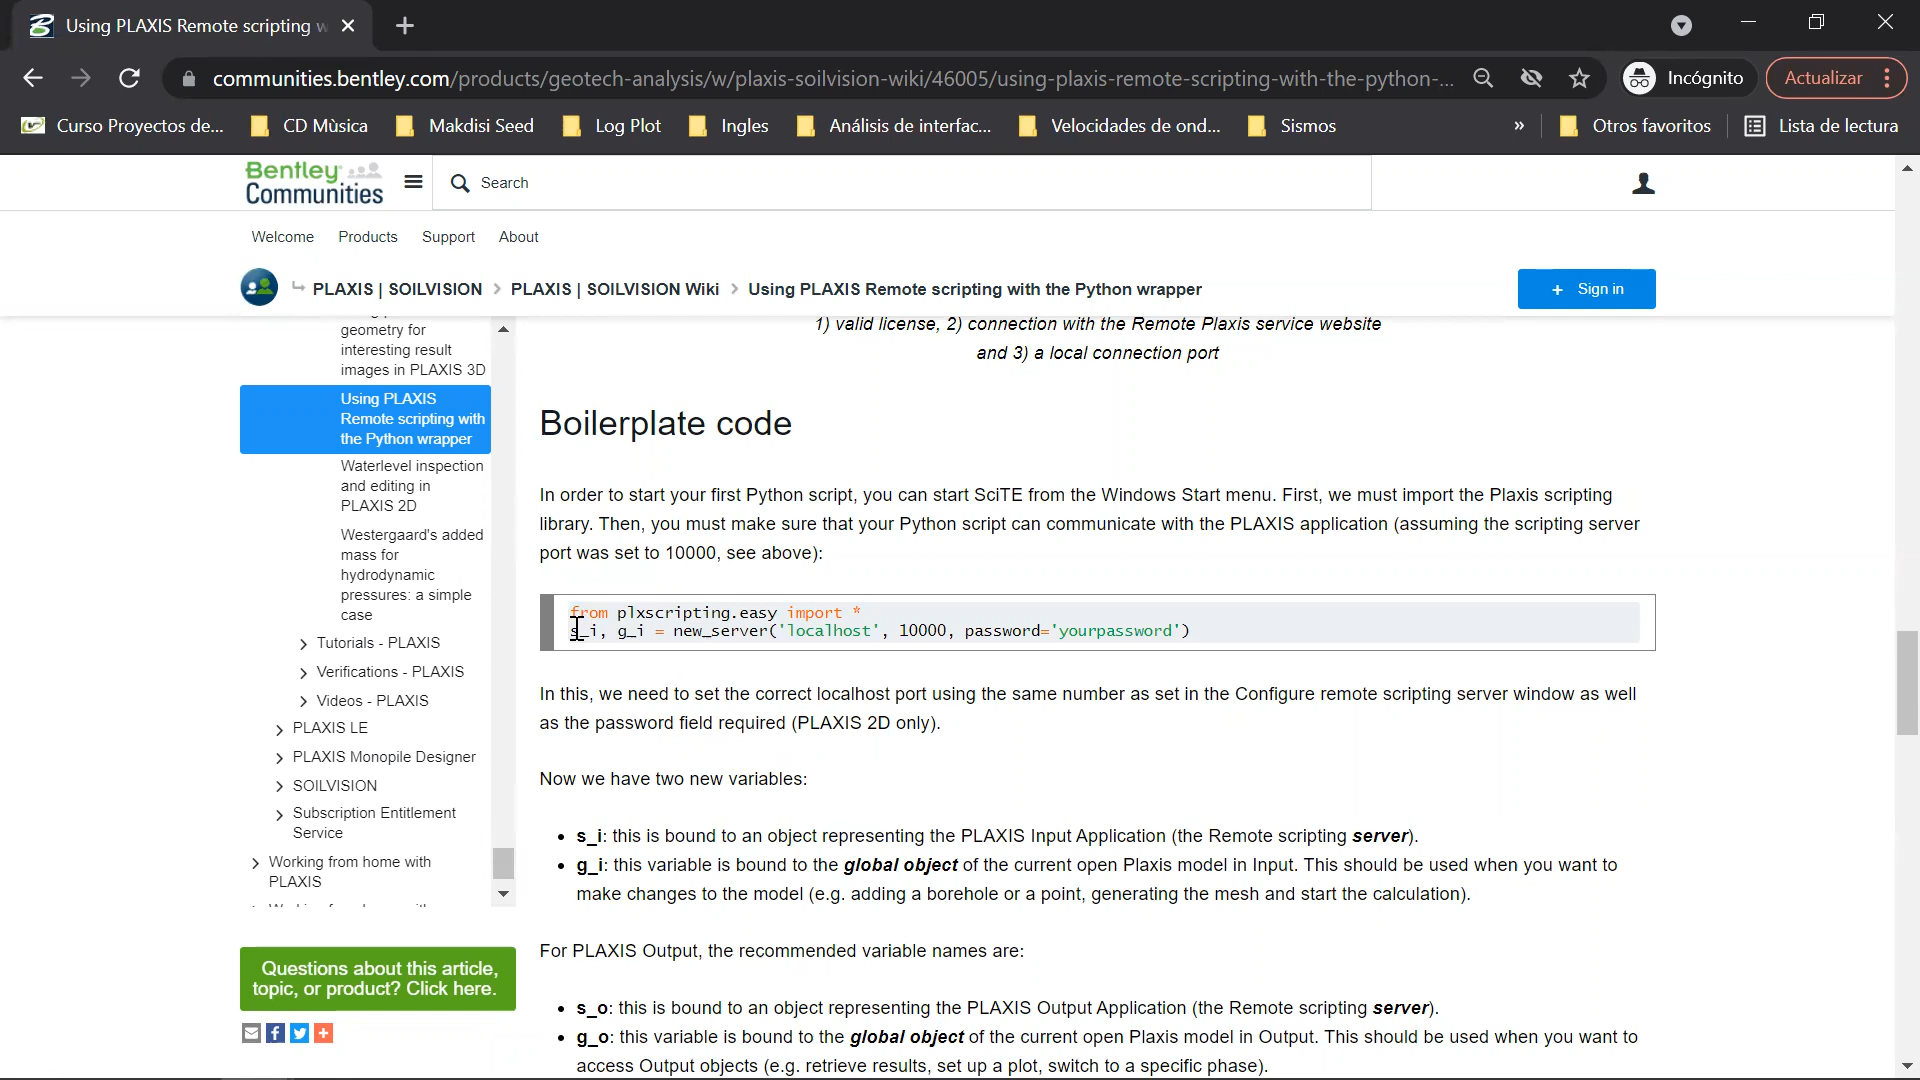 Using PLAXIS Remote scripting w
communities.bentley.com/products/geotech-analysis/w/plaxis-soilvision-wiki/46005/using-plaxis-remote-scripting-with-the-python-...
Incógnito
Actualizar
Curso Proyectos de...
CD Mùsica
Makdisi Seed
Log Plot
Ingles
Análisis de interfac...
Velocidades de ond...
Sismos
»
Otros favoritos
Lista de lectura
Bentley
Communities
Search
Welcome
Products
Support
About
PLAXIS | SOILVISION > PLAXIS | SOILVISION Wiki > Using PLAXIS Remote scripting with the Python wrapper
+ Sign in
geometry for
interesting result
images in PLAXIS 3D
Using PLAXIS
Remote scripting with
the Python wrapper
Waterlevel inspection
and editing in
PLAXIS 2D
Westergaard's added
mass for
hydrodynamic
pressures: a simple
case
Tutorials - PLAXIS
Verifications - PLAXIS
Videos - PLAXIS
PLAXIS LE
PLAXIS Monopile Designer
SOILVISION
Subscription Entitlement
Service
Working from home with
PLAXIS
Questions about this article,
topic, or product? Click here.
1) valid license, 2) connection with the Remote Plaxis service website
and 3) a local connection port
Boilerplate code
In order to start your first Python script, you can start SciTE from the Windows Start menu. First, we must import the Plaxis scripting
library. Then, you must make sure that your Python script can communicate with the PLAXIS application (assuming the scripting server
port was set to 10000, see above):
from plxscripting.easy import *
s_i, g_i = new_server('localhost', 10000, password='yourpassword')
In this, we need to set the correct localhost port using the same number as set in the Configure remote scripting server window as well
as the password field required (PLAXIS 2D only).
Now we have two new variables:
• s_i: this is bound to an object representing the PLAXIS Input Application (the Remote scripting server).
• g_i: this variable is bound to the global object of the current open Plaxis model in Input. This should be used when you want to
make changes to the model (e.g. adding a borehole or a point, generating the mesh and start the calculation).
For PLAXIS Output, the recommended variable names are:
• s_o: this is bound to an object representing the PLAXIS Output Application (the Remote scripting server).
• g_o: this variable is bound to the global object of the current open Plaxis model in Output. This should be used when you want to
access Output objects (e.g. retrieve results, set up a plot, switch to a specific phase).